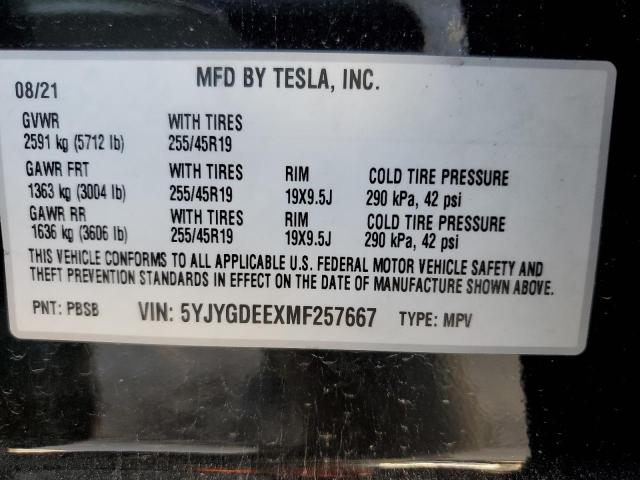 MFD BY TESLA, INC.
08/21
GVWR WITH TIRES
2591 kg (5712 lb) 255/45R19
GAWR FRT WITH TIRES RIM COLD TIRE PRESSURE
1363 kg (3004 lb) 255/45R19 19X9.5J 290 kPa, 42 psi
GAWR RR WITH TIRES RIM COLD TIRE PRESSURE
1636 kg (3606 lb) 255/45R19 19X9.5J 290 kPa, 42 psi
THIS VEHICLE CONFORMS TO ALL APPLICABLE U.S. FEDERAL MOTOR VEHICLE SAFETY AND
THEFT PREVENTION STANDARDS IN EFFECT ON THE DATE OF MANUFACTURE SHOWN ABOVE.
PNT: PBSB VIN: 5YJYGDEEXMF257667 TYPE: MPV